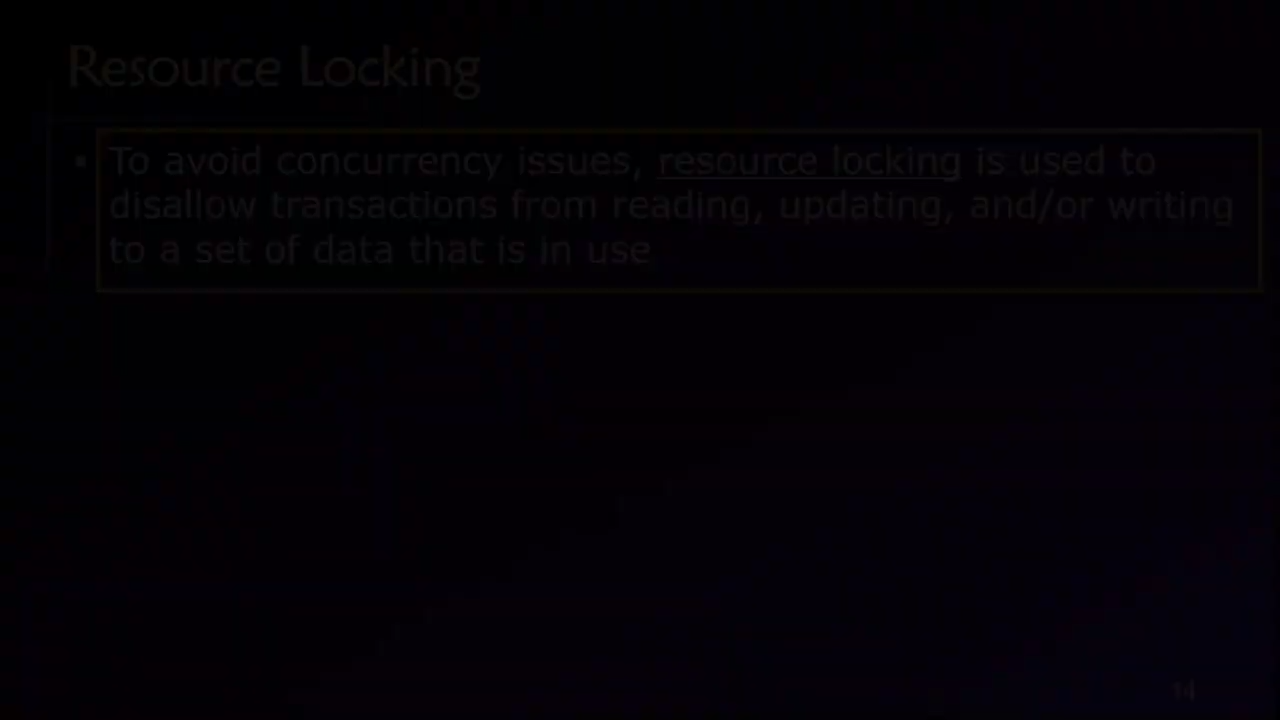 Resource Locking
▪ To avoid concurrency issues, resource locking is used to
disallow transactions from reading, updating, and/or writing
to a set of data that is in use
14